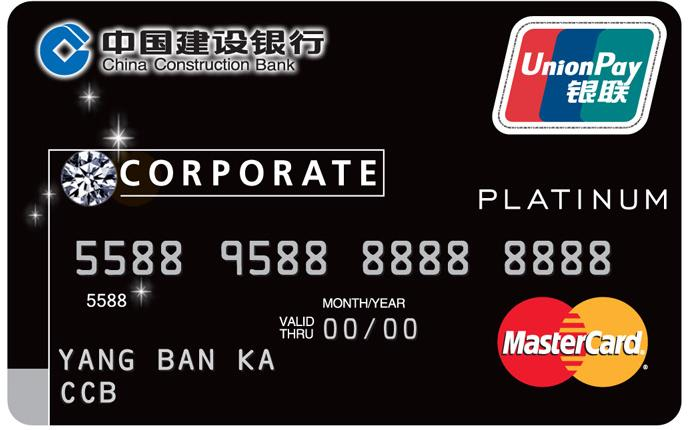 中国建设银行
China Construction Bank
UnionPay
银联
CORPORATE
PLATINUM
5588 9588 8888 8888
5588
MONTH/YEAR
VALID
THRU 00/00
YANG BAN KA
CCB
MasterCard